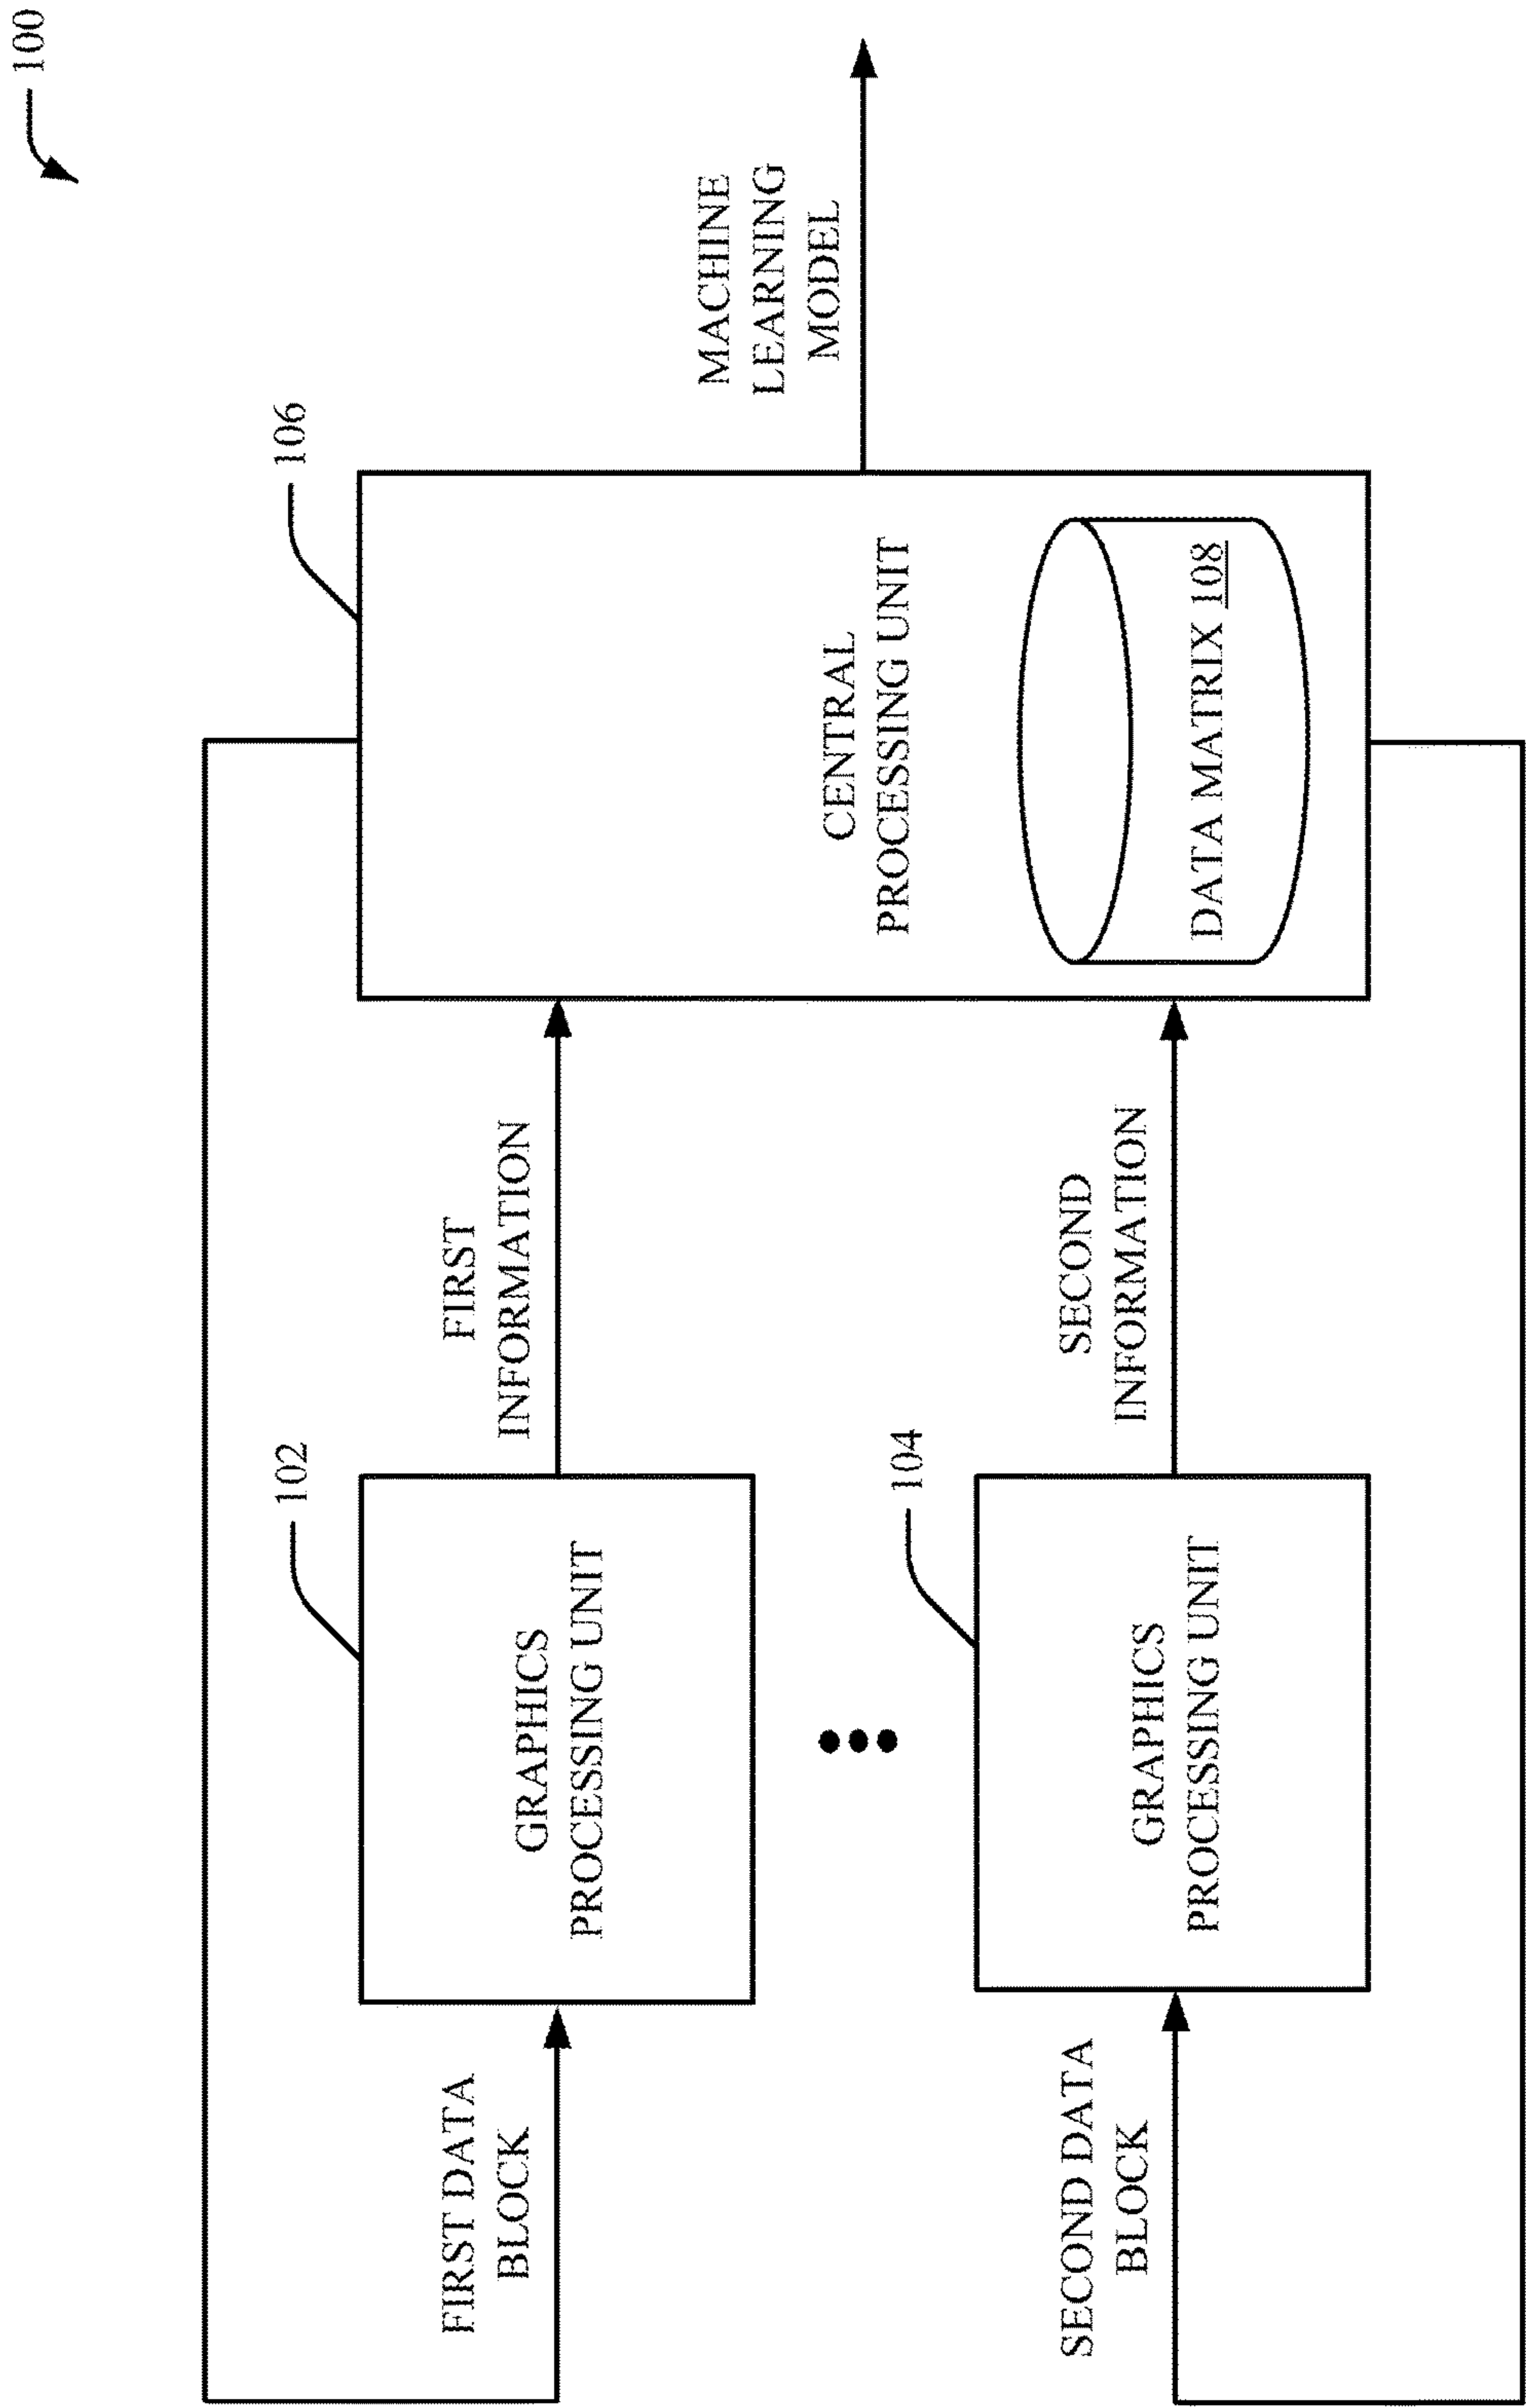 100
106
MACHINE
LEARNING
MODEL
CENTRAL
PROCESSING UNIT
DATA MATRIX 108
FIRST
INFORMATION
SECOND
INFORMATION
102
GRAPHICS
PROCESSING UNIT
104
GRAPHICS
PROCESSING UNIT
FIRST DATA
BLOCK
SECOND DATA
BLOCK